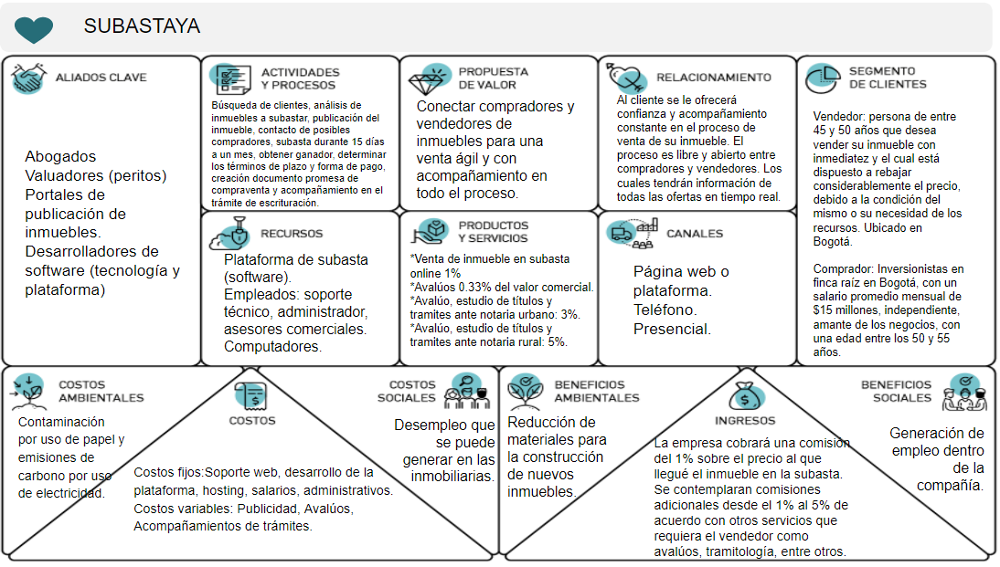 SUBASTAYA
ALIADOS CLAVE
Abogados
Valuadores (peritos)
Portales de
publicación de
inmuebles.
Desarrolladores de
software (tecnología y
plataforma)
ACTIVIDADES
Y PROCESOS
Búsqueda de clientes, análisis de
inmuebles a subastar, publicación del
inmueble, contacto de posibles
compradores, subasta durante 15 días
a un mes, obtener ganador, determinar
los términos de plazo y forma de pago,
creación documento promesa de
compraventa y acompañamiento en el
trámite de escrituración.
RECURSOS
Plataforma de subasta
(software).
Empleados: soporte
técnico, administrador,
asesores comerciales.
Computadores.
PROPUESTA
DE VALOR
Conectar compradores y
vendedores de
inmuebles para una
venta ágil y con
acompañamiento en
todo el proceso.
PRODUCTOS
Y SERVICIOS
*Venta de inmueble en subasta
online 1%
*Avalúos 0.33% del valor comercial.
*Avalúo, estudio de títulos y
tramites ante notaria urbano: 3%.
*Avalúo, estudio de títulos y
tramites ante notaria rural: 5%.
RELACIONAMIENTO
Al cliente se le ofrecerá
confianza y acompañamiento
constante en el proceso de
venta de su inmueble. El
proceso es libre y abierto entre
compradores y vendedores. Los
cuales tendrán información de
todas las ofertas en tiempo real.
CANALES
Página web o
plataforma.
Teléfono.
Presencial.
SEGMENTO
DE CLIENTES
Vendedor: persona de entre
45 y 50 años que desea
vender su inmueble con
inmediatez y el cual está
dispuesto a rebajar
considerablemente el precio,
debido a la condición del
mismo o su necesidad de los
recursos. Ubicado en
Bogotá.
Comprador: Inversionistas en
finca raíz en Bogotá, con un
salario promedio mensual de
$15 millones, independiente,
amante de los negocios, con
una edad entre los 50 y 55
años.
COSTOS
AMBIENTALES
Contaminación
por uso de papel y
emisiones de
carbono por uso
de electricidad.
COSTOS
Costos fijos:Soporte web, desarrollo de la
plataforma, hosting, salarios, administrativos.
Costos variables: Publicidad, Avalúos,
Acompañamientos de trámites.
COSTOS
SOCIALES
Desempleo que
se puede
generar en las
inmobiliarias.
BENEFICIOS
AMBIENTALES
Reducción de
materiales para
la construcción
de nuevos
inmuebles.
INGRESOS
La empresa cobrará una comisión
del 1% sobre el precio al que
llegué el inmueble en la subasta.
Se contemplaran comisiones
adicionales desde el 1% al 5% de
acuerdo con otros servicios que
requiera el vendedor como
avalúos, tramitología, entre otros.
BENEFICIOS
SOCIALES
Generación de
empleo dentro
de la
compañía.